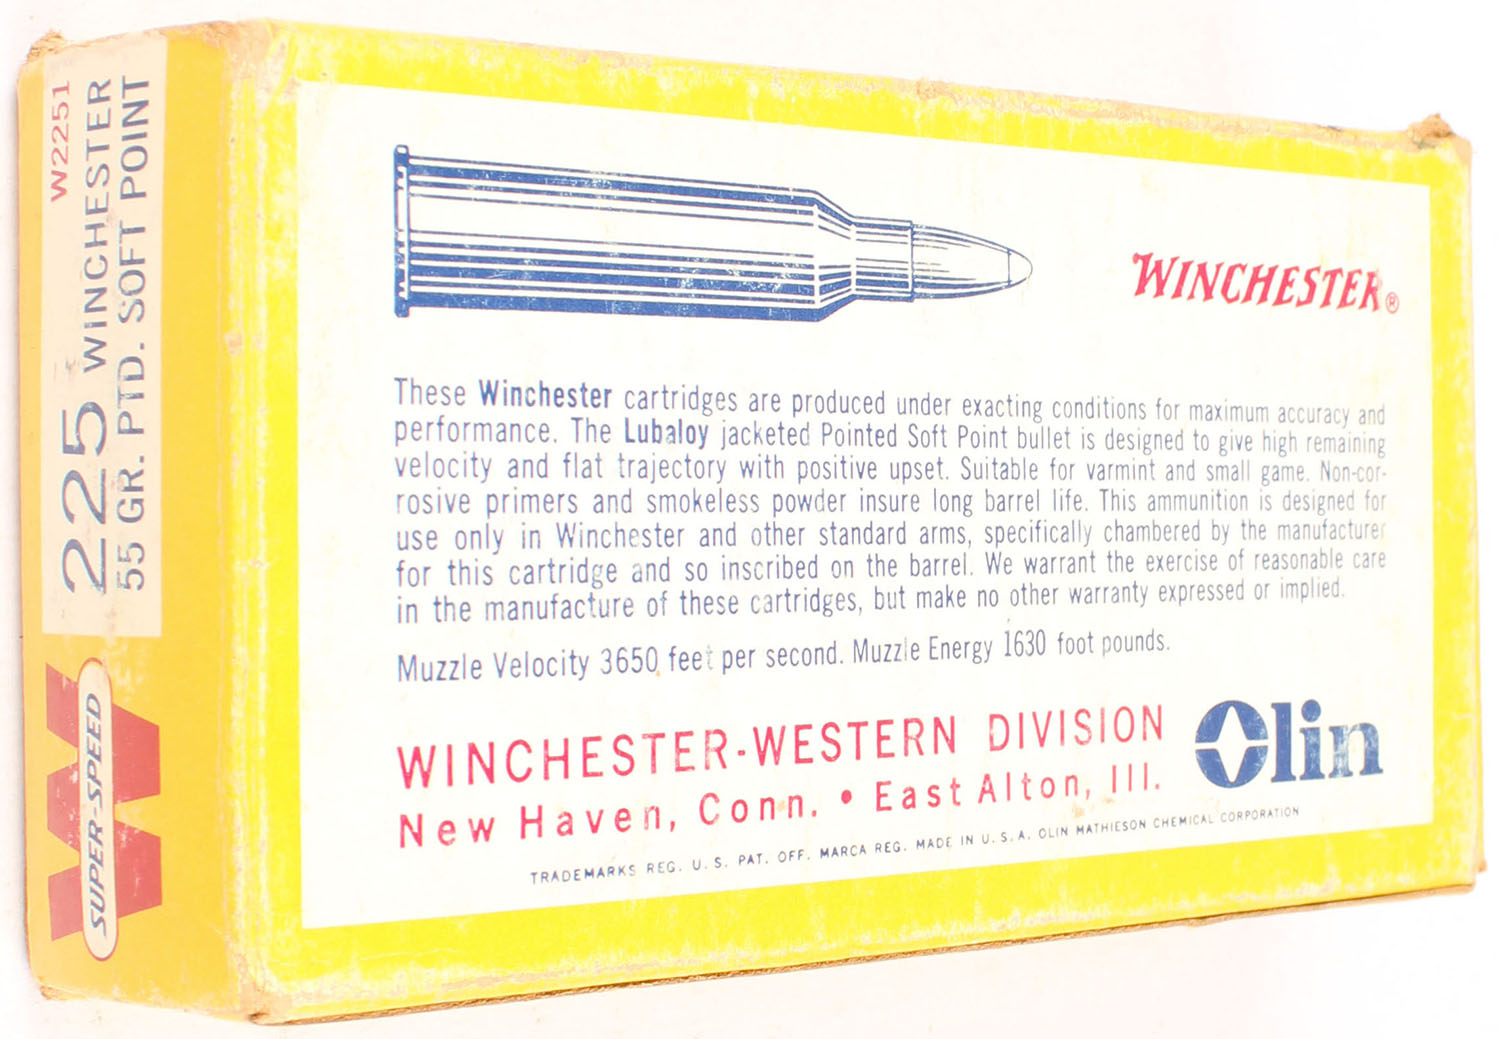 W2251
225 WINCHESTER
55 GR. PTD. SOFT POINT
W
SUPER-SPEED
WINCHESTER®
These Winchester cartridges are produced under exacting conditions for maximum accuracy and
performance. The Lubaloy jacketed Pointed Soft Point bullet is designed to give high remaining
velocity and flat trajectory with positive upset. Suitable for varmint and small game. Non-cor-
rosive primers and smokeless powder insure long barrel life. This ammunition is designed for
use only in Winchester and other standard arms, specifically chambered by the manufacturer
for this cartridge and so inscribed on the barrel. We warrant the exercise of reasonable care
in the manufacture of these cartridges, but make no other warranty expressed or implied.
Muzzle Velocity 3650 feet per second. Muzzle Energy 1630 foot pounds.
WINCHESTER-WESTERN DIVISION
New Haven, Conn. • East Alton, Ill.
Olin
TRADEMARKS REG. U. S. PAT. OFF. MARCA REG. MADE IN U. S. A. OLIN MATHIESON CHEMICAL CORPORATION